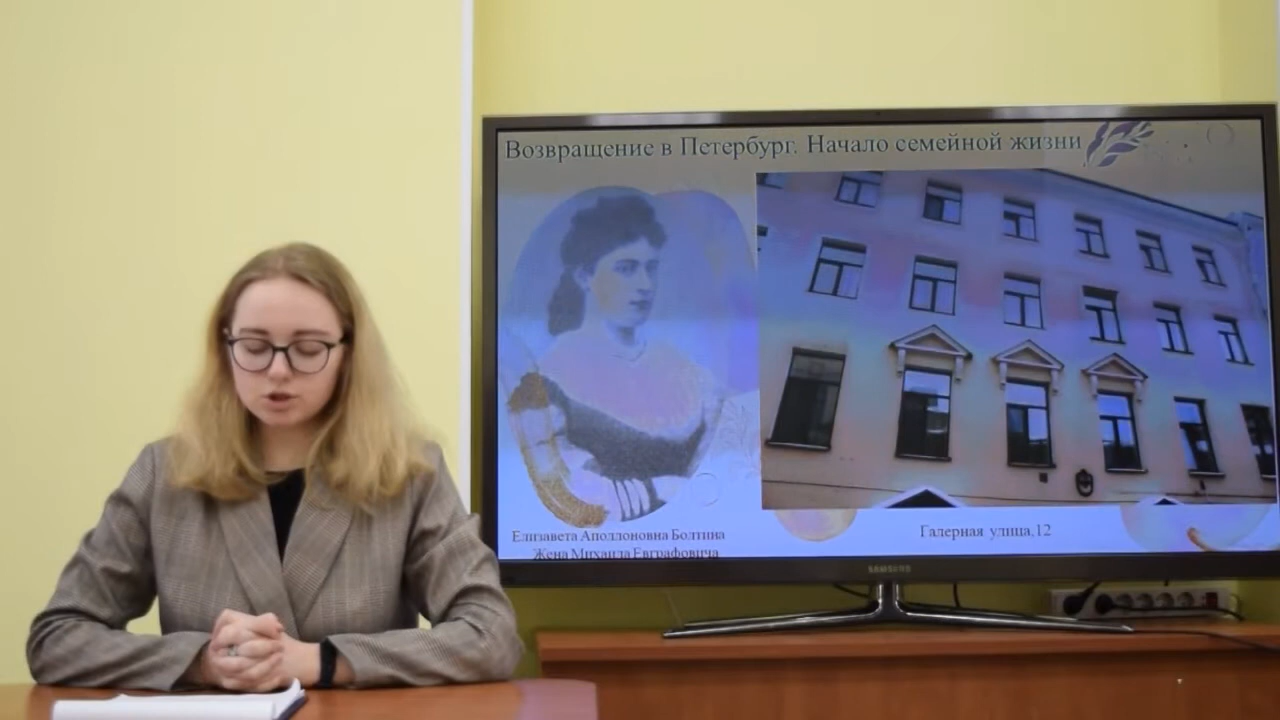 Возвращение в Петербург. Начало семейной жизни
Елизавета Аполлоновна Болтина
Жена Михаила Евграфовича
Галерная улица,12
SAMSUNG